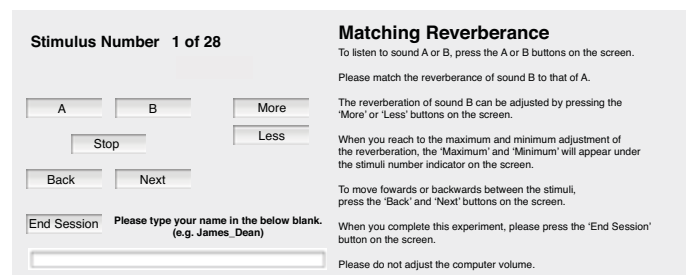 Stimulus Number 1 of 28
A
B
More
Less
Stop
Back
Next
End Session
Please type your name in the below blank.
(e.g. James_Dean)
Matching Reverberance
To listen to sound A or B, press the A or B buttons on the screen.
Please match the reverberance of sound B to that of A.
The reverberation of sound B can be adjusted by pressing the
'More' or 'Less' buttons on the screen.
When you reach to the maximum and minimum adjustment of
the reverberation, the 'Maximum' and 'Minimum' will appear under
the stimuli number indicator on the screen.
To move fowards or backwards between the stimuli,
press the 'Back' and 'Next' buttons on the screen.
When you complete this experiment, please press the 'End Session'
button on the screen.
Please do not adjust the computer volume.